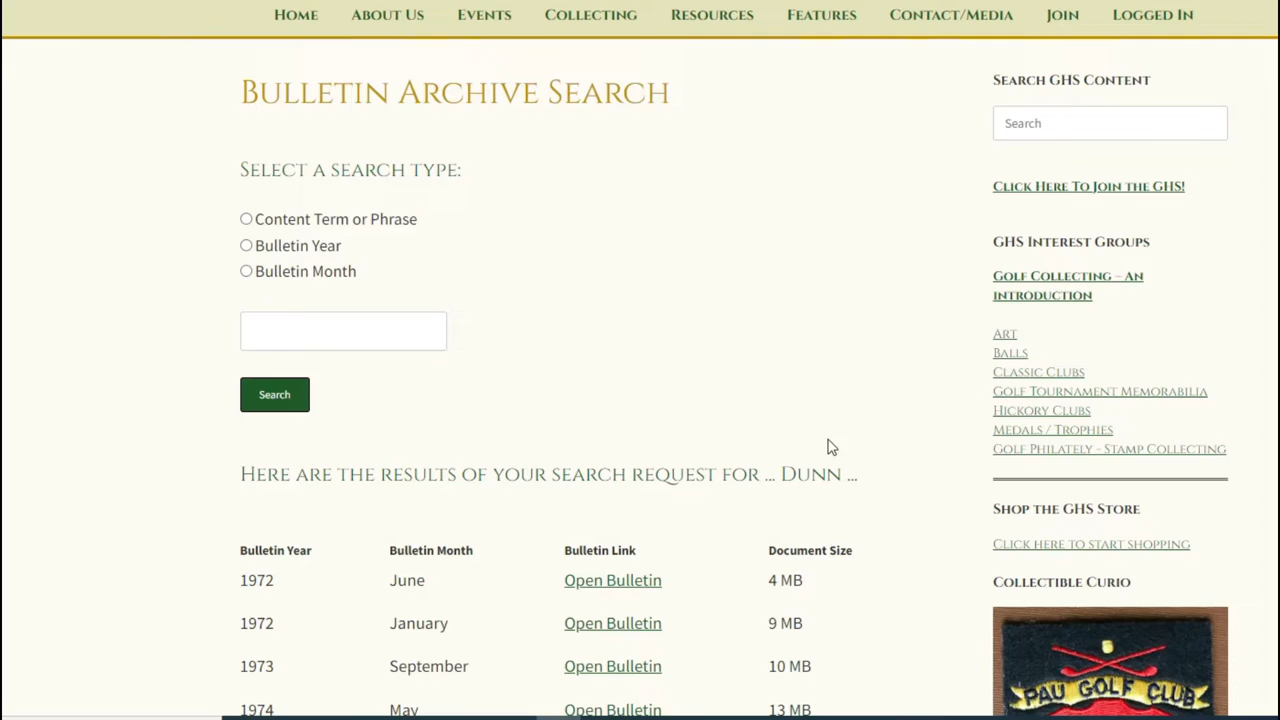 Home About Us Events Collecting Resources Features Contact/Media Join Logged In
Bulletin Archive Search
Select a search type:
Content Term or Phrase
Bulletin Year
Bulletin Month
Search
Here are the results of your search request for ... Dunn ...
Bulletin Year Bulletin Month Bulletin Link Document Size
1972 June Open Bulletin 4 MB
1972 January Open Bulletin 9 MB
1973 September Open Bulletin 10 MB
1974 May Open Bulletin 13 MB
Search GHS Content
Search
Click Here To Join the GHS!
GHS Interest Groups
Golf Collecting – An
introduction
Art
Balls
Classic Clubs
Golf Tournament Memorabilia
Hickory Clubs
Medals / Trophies
Golf Philately - Stamp Collecting
Shop the GHS Store
Click here to start shopping
Collectible Curio
PAU GOLF CLUB